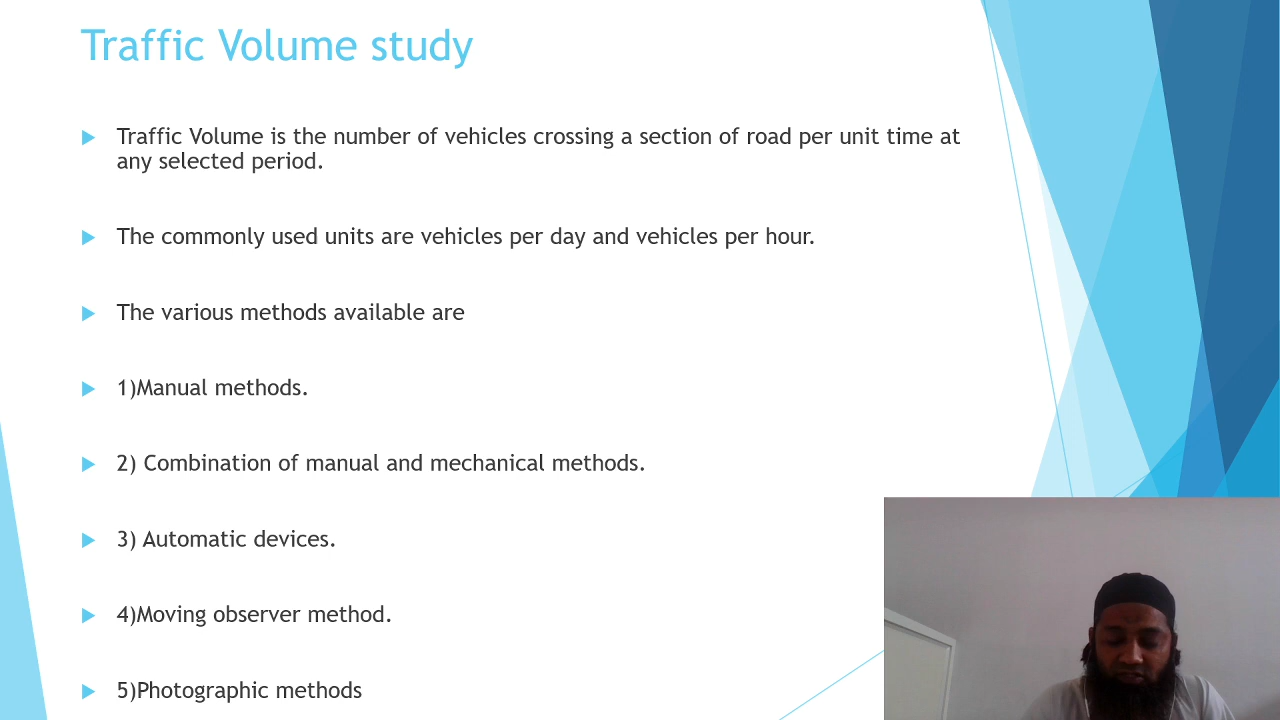 Traffic Volume study
Traffic Volume is the number of vehicles crossing a section of road per unit time at
any selected period.
The commonly used units are vehicles per day and vehicles per hour.
The various methods available are
1)Manual methods.
2) Combination of manual and mechanical methods.
3) Automatic devices.
4)Moving observer method.
5)Photographic methods